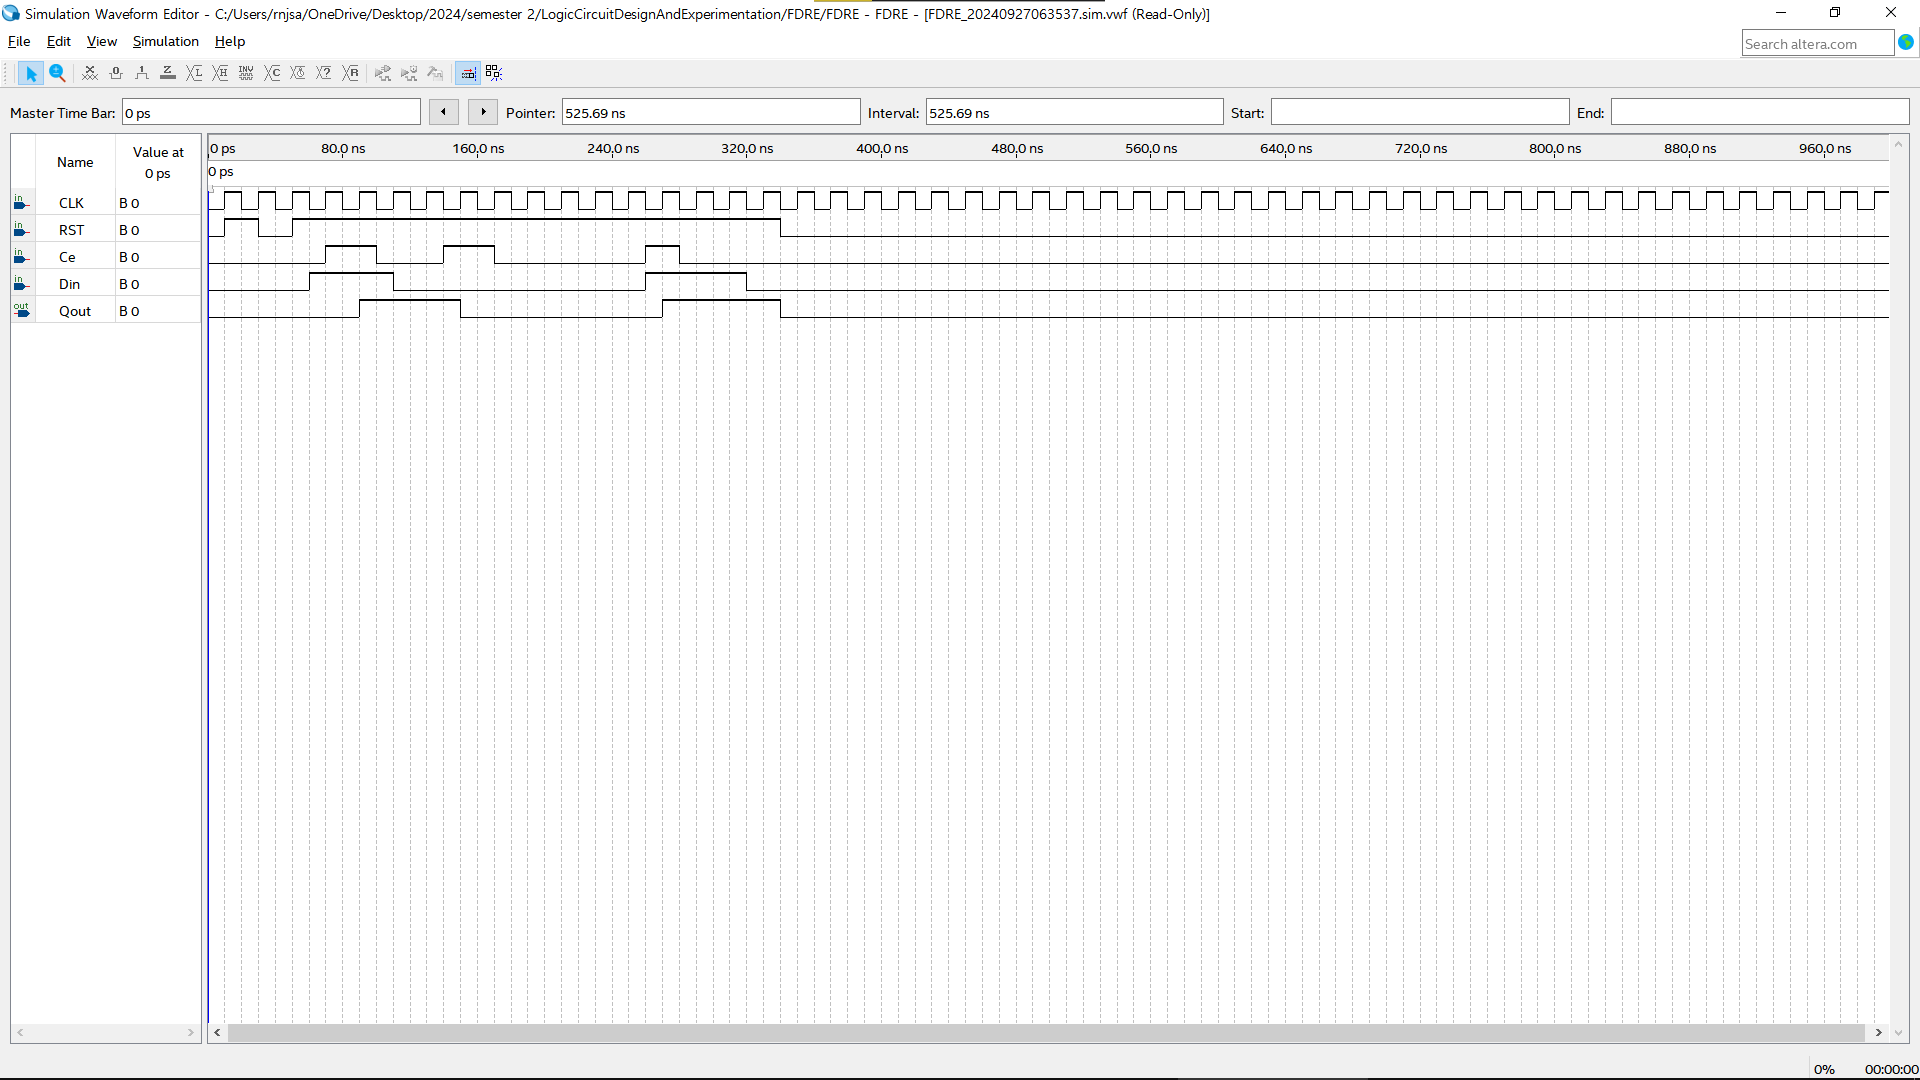 Simulation Waveform Editor - C:/Users/rnjsa/OneDrive/Desktop/2024/semester 2/LogicCircuitDesignAndExperimentation/FDRE/FDRE - FDRE - [FDRE_20240927063537.sim.vwf (Read-Only)]
File Edit View Simulation Help
Search altera.com
Master Time Bar: 0 ps Pointer: 525.69 ns Interval: 525.69 ns Start: End:
Name Value at 0 ps
0 ps 80.0 ns 160.0 ns 240.0 ns 320.0 ns 400.0 ns 480.0 ns 560.0 ns 640.0 ns 720.0 ns 800.0 ns 880.0 ns 960.0 ns
0 ps
in CLK B 0
in RST B 0
in Ce B 0
in Din B 0
out Qout B 0
0% 00:00:00